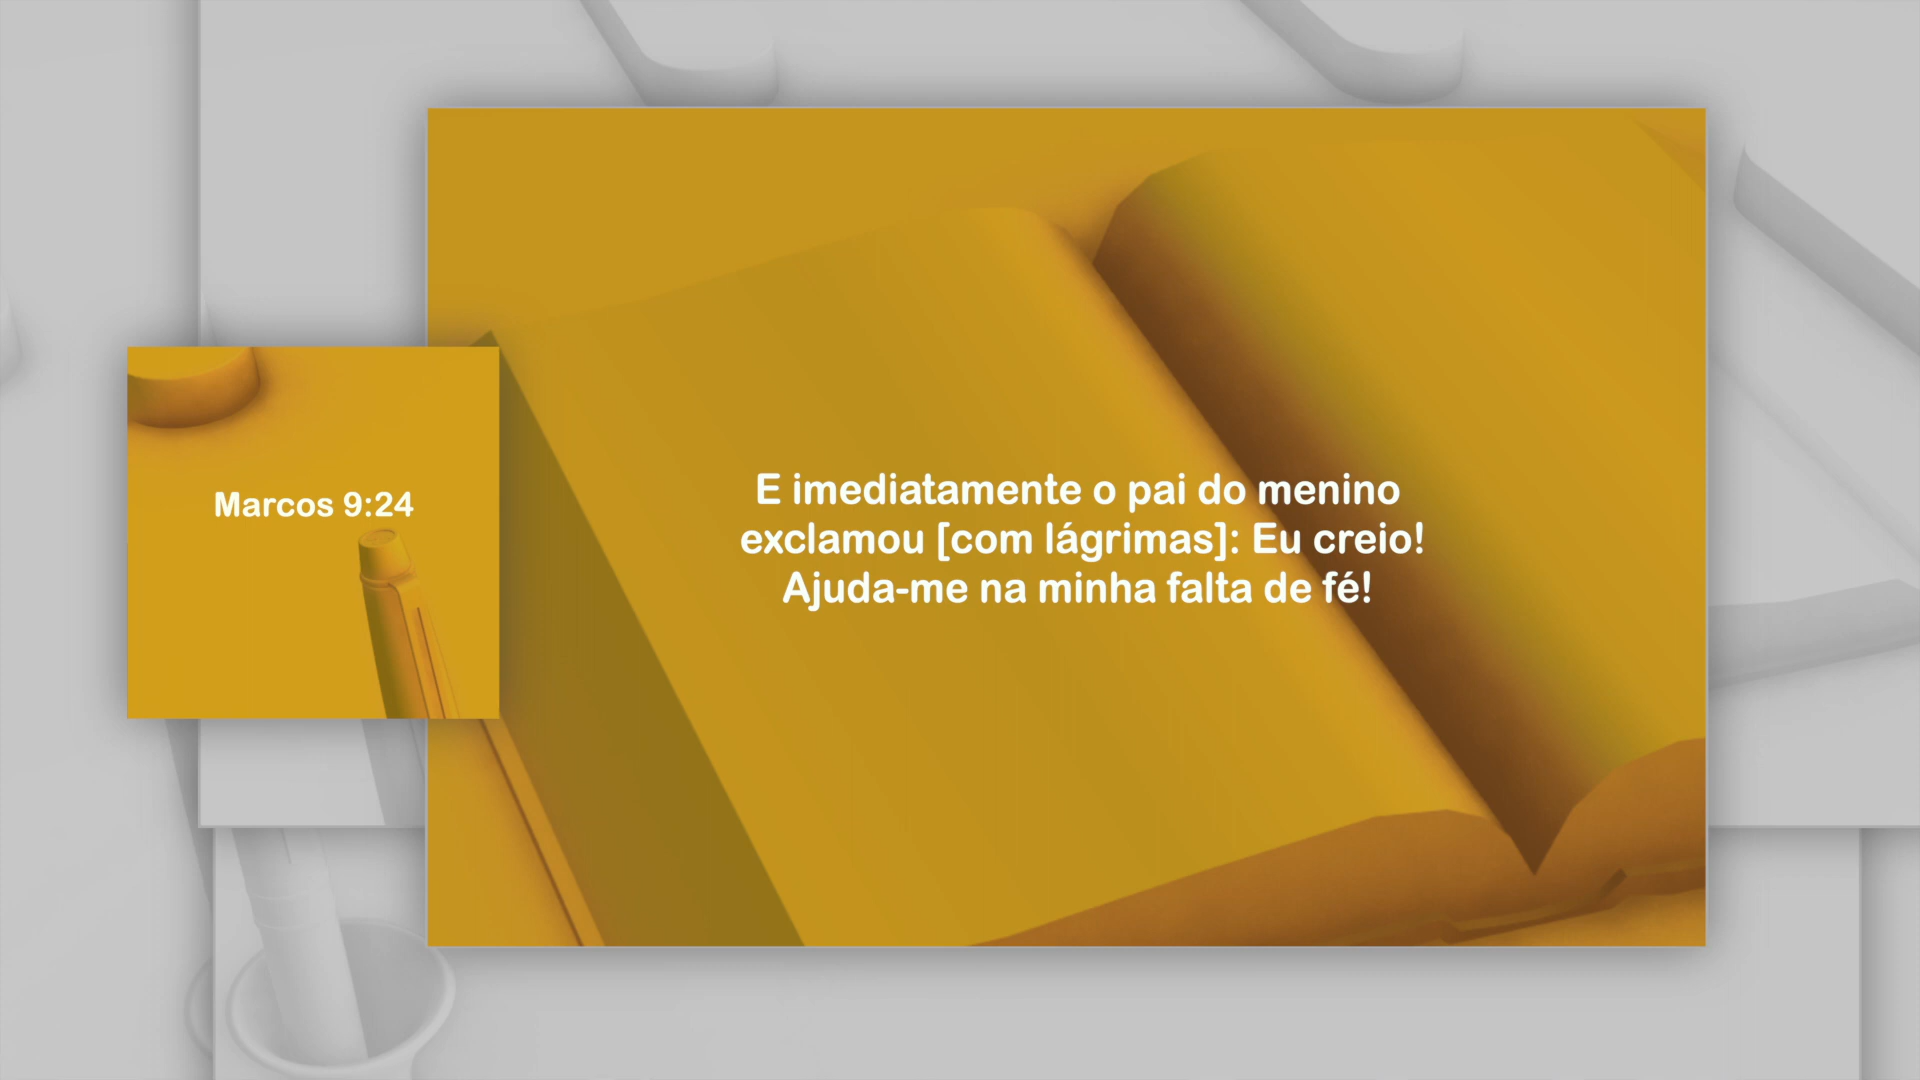 Marcos 9:24
E imediatamente o pai do menino
exclamou [com lágrimas]: Eu creio!
Ajuda-me na minha falta de fé!